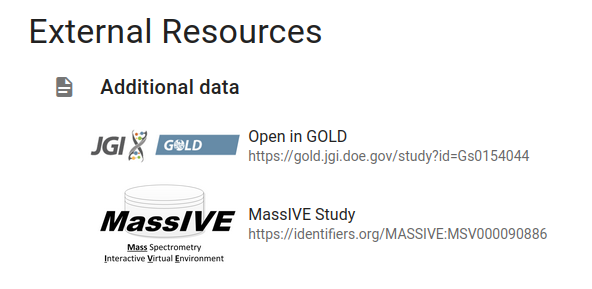 External Resources
Additional data
JGI GOLD
Open in GOLD
https://gold.jgi.doe.gov/study?id=Gs0154044
MassIVE
Mass Spectrometry
Interactive Virtual Environment
MassIVE Study
https://identifiers.org/MASSIVE:MSV000090886